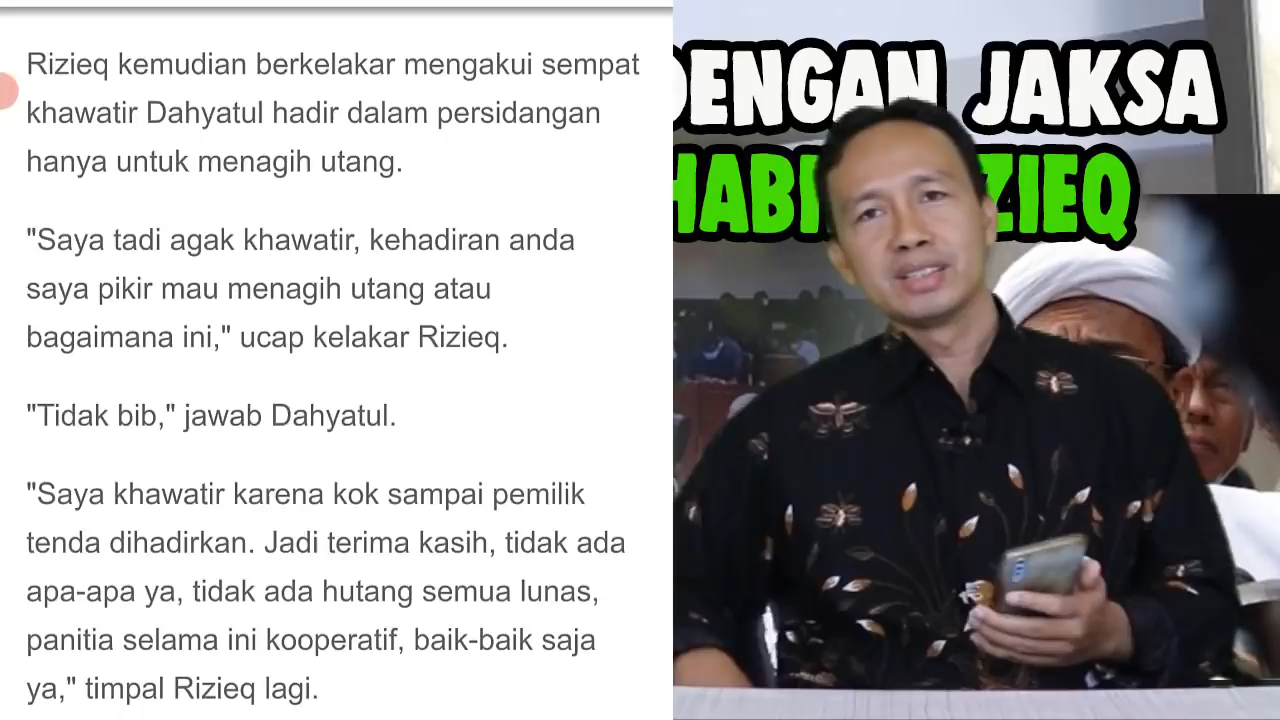 Rizieq kemudian berkelakar mengakui sempat
khawatir Dahyatul hadir dalam persidangan
hanya untuk menagih utang.
"Saya tadi agak khawatir, kehadiran anda
saya pikir mau menagih utang atau
bagaimana ini," ucap kelakar Rizieq.
"Tidak bib," jawab Dahyatul.
"Saya khawatir karena kok sampai pemilik
tenda dihadirkan. Jadi terima kasih, tidak ada
apa-apa ya, tidak ada hutang semua lunas,
panitia selama ini kooperatif, baik-baik saja
ya," timpal Rizieq lagi.
DENGAN JAKSA